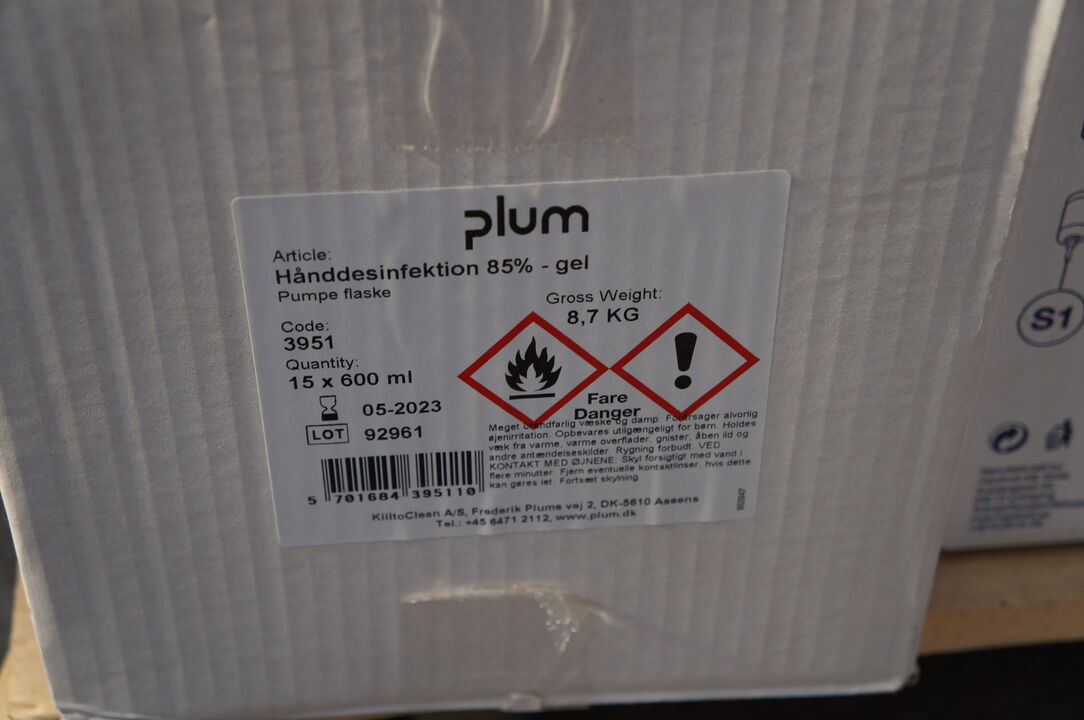 plum
Article:
Hånddesinfektion 85% - gel
Pumpe flaske
Gross Weight:
8,7 KG
Code:
3951
Quantity:
15 x 600 ml
05-2023
LOT 92961
Fare
Danger
Meget brandfarlig væske og damp. Forårsager alvorlig
øjenirritation. Opbevares utilgængeligt for børn. Holdes
væk fra varme, varme overflader, gnister, åben ild og
andre antændelseskilder. Rygning forbudt. VED
KONTAKT MED ØJNENE: Skyl forsigtigt med vand i
flere minutter. Fjern eventuelle kontaktlinser, hvis dette
kan gøres let. Fortsæt skylning
5 701684 395110
KiiltoClean A/S, Frederik Plums vej 2, DK-5610 Assens
Tel.: +45 6471 2112, www.plum.dk
S1